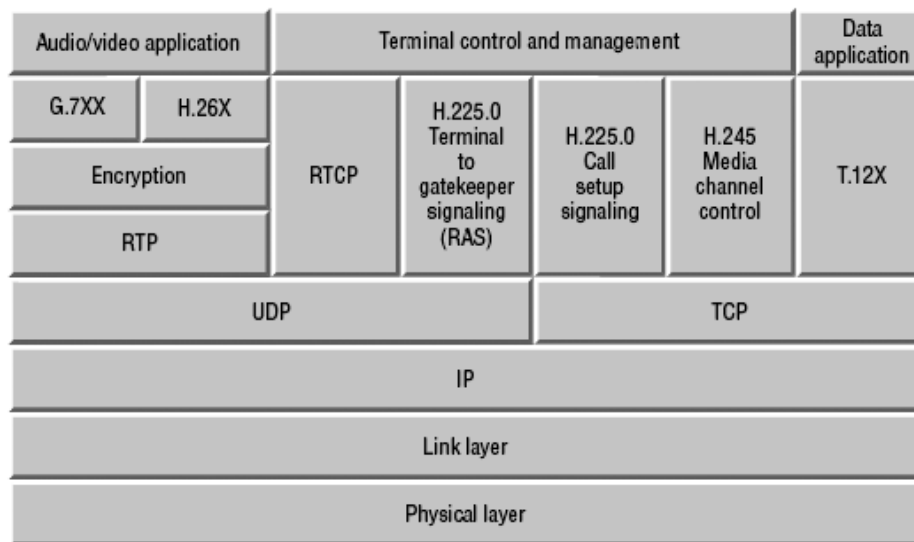 Audio/video application
Terminal control and management
Data
application
G.7XX
H.26X
Encryption
RTP
RTCP
H.225.0
Terminal
to
gatekeeper
signaling
(RAS)
H.225.0
Call
setup
signaling
H.245
Media
channel
control
T.12X
UDP
TCP
IP
Link layer
Physical layer